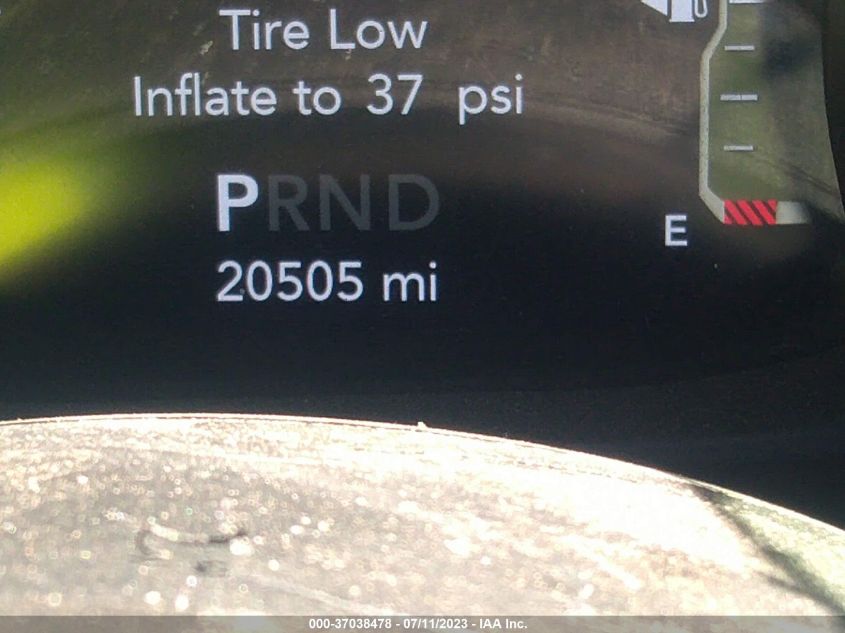 Tire Low
Inflate to 37 psi
PRND
E
20505 mi
000-37038478 - 07/11/2023 - IAA Inc.